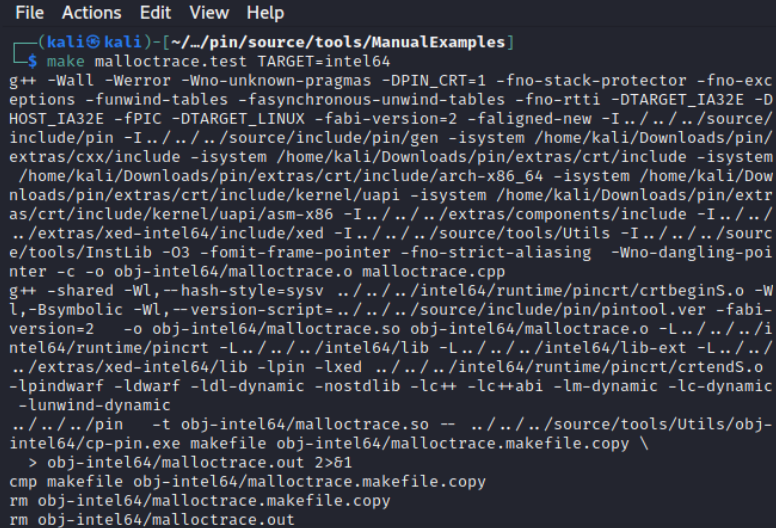 File Actions Edit View Help
┌──(kali㉿kali)-[~/…/pin/source/tools/ManualExamples]
└─$ make malloctrace.test TARGET=intel64
g++ -Wall -Werror -Wno-unknown-pragmas -DPIN_CRT=1 -fno-stack-protector -fno-exc
eptions -funwind-tables -fasynchronous-unwind-tables -fno-rtti -DTARGET_IA32E -D
HOST_IA32E -fPIC -DTARGET_LINUX -fabi-version=2 -faligned-new -I../../../source/
include/pin -I../../../source/include/pin/gen -isystem /home/kali/Downloads/pin/
extras/cxx/include -isystem /home/kali/Downloads/pin/extras/crt/include -isystem
 /home/kali/Downloads/pin/extras/crt/include/arch-x86_64 -isystem /home/kali/Dow
nloads/pin/extras/crt/include/kernel/uapi -isystem /home/kali/Downloads/pin/extr
as/crt/include/kernel/uapi/asm-x86 -I../../../extras/components/include -I../../
../extras/xed-intel64/include/xed -I../../../source/tools/Utils -I../../../sourc
e/tools/InstLib -O3 -fomit-frame-pointer -fno-strict-aliasing  -Wno-dangling-poi
nter -c -o obj-intel64/malloctrace.o malloctrace.cpp
g++ -shared -Wl,--hash-style=sysv ../../../intel64/runtime/pincrt/crtbeginS.o -W
l,-Bsymbolic -Wl,--version-script=../../../source/include/pin/pintool.ver -fabi-
version=2   -o obj-intel64/malloctrace.so obj-intel64/malloctrace.o -L../../../i
ntel64/runtime/pincrt -L../../../intel64/lib -L../../../intel64/lib-ext -L../../
../extras/xed-intel64/lib -lpin -lxed ../../../intel64/runtime/pincrt/crtendS.o
-lpindwarf -ldwarf -ldl-dynamic -nostdlib -lc++ -lc++abi -lm-dynamic -lc-dynamic
 -lunwind-dynamic
../../../pin   -t obj-intel64/malloctrace.so -- ../../../source/tools/Utils/obj-
intel64/cp-pin.exe makefile obj-intel64/malloctrace.makefile.copy \
  > obj-intel64/malloctrace.out 2>&1
cmp makefile obj-intel64/malloctrace.makefile.copy
rm obj-intel64/malloctrace.makefile.copy
rm obj-intel64/malloctrace.out